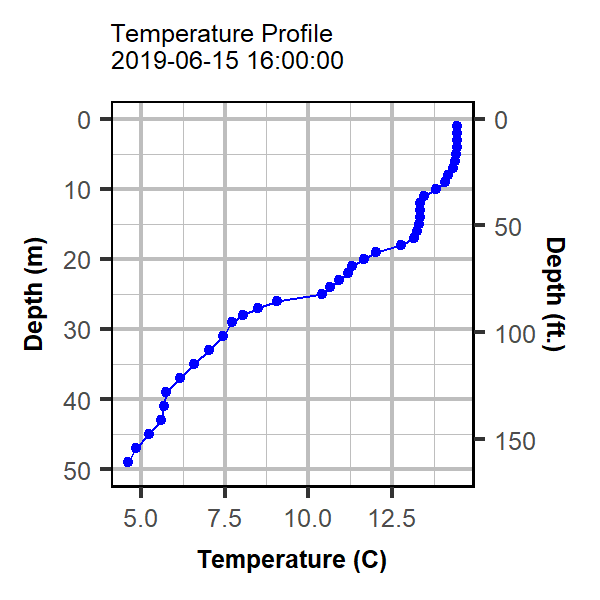 Temperature Profile
2019-06-15 16:00:00
0
10
20
30
40
50
Depth (m)
0
50
100
150
Depth (ft.)
5.0 7.5 10.0 12.5
Temperature (C)